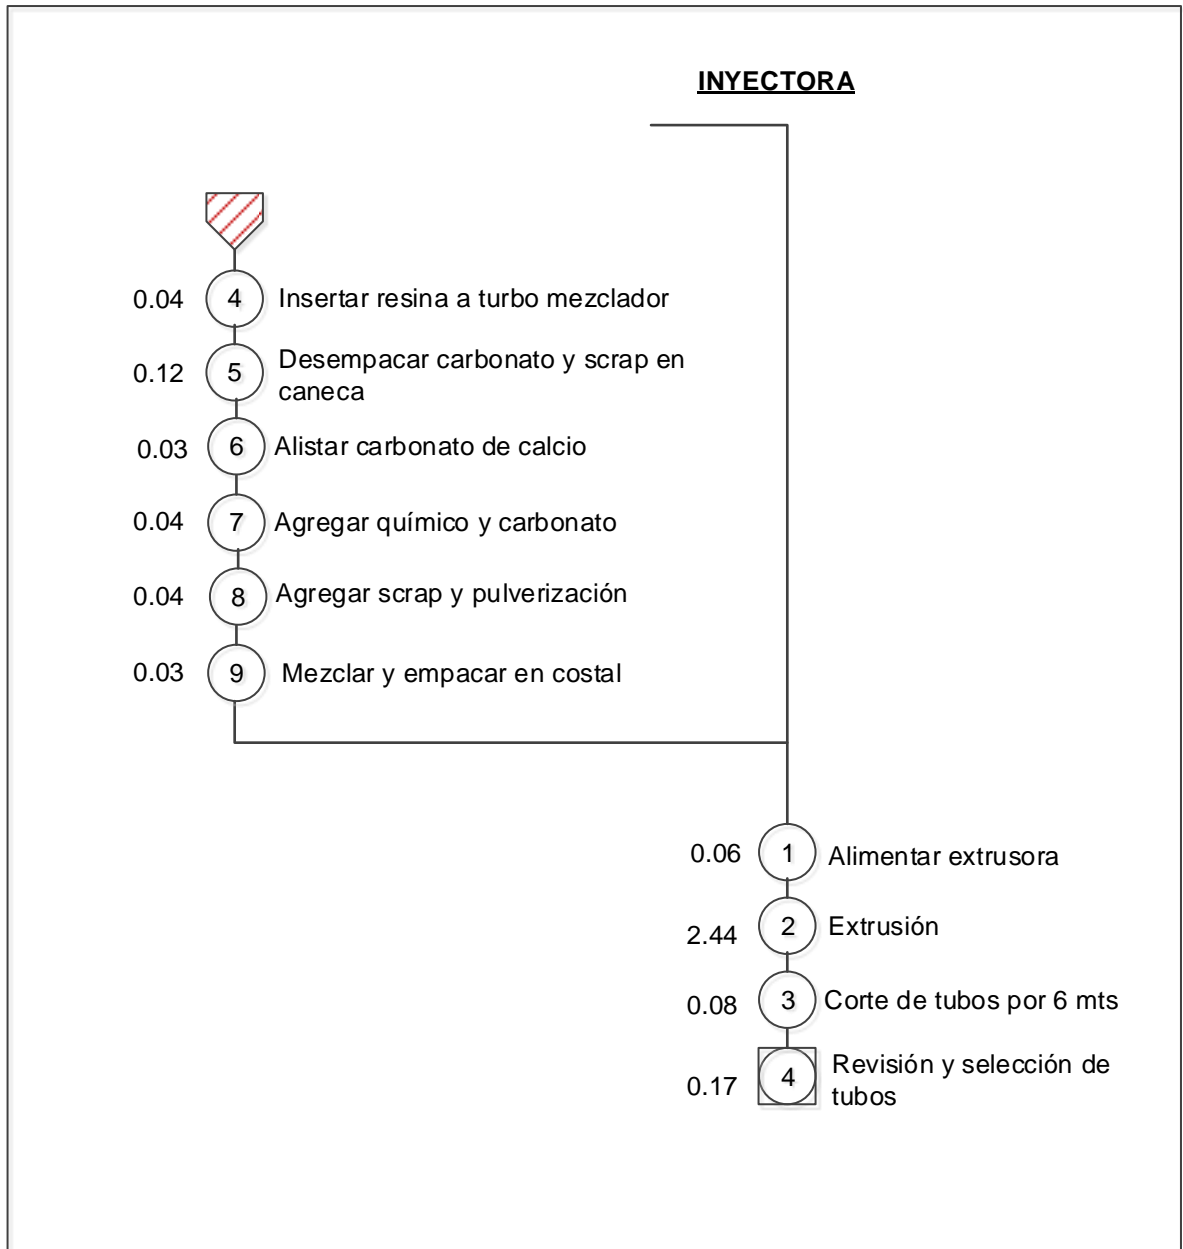 INYECTORA
0.04 4 Insertar resina a turbo mezclador
0.12 5 Desempacar carbonato y scrap en
caneca
0.03 6 Alistar carbonato de calcio
0.04 7 Agregar químico y carbonato
0.04 8 Agregar scrap y pulverización
0.03 9 Mezclar y empacar en costal
0.06 1 Alimentar extrusora
2.44 2 Extrusión
0.08 3 Corte de tubos por 6 mts
0.17 4 Revisión y selección de
tubos